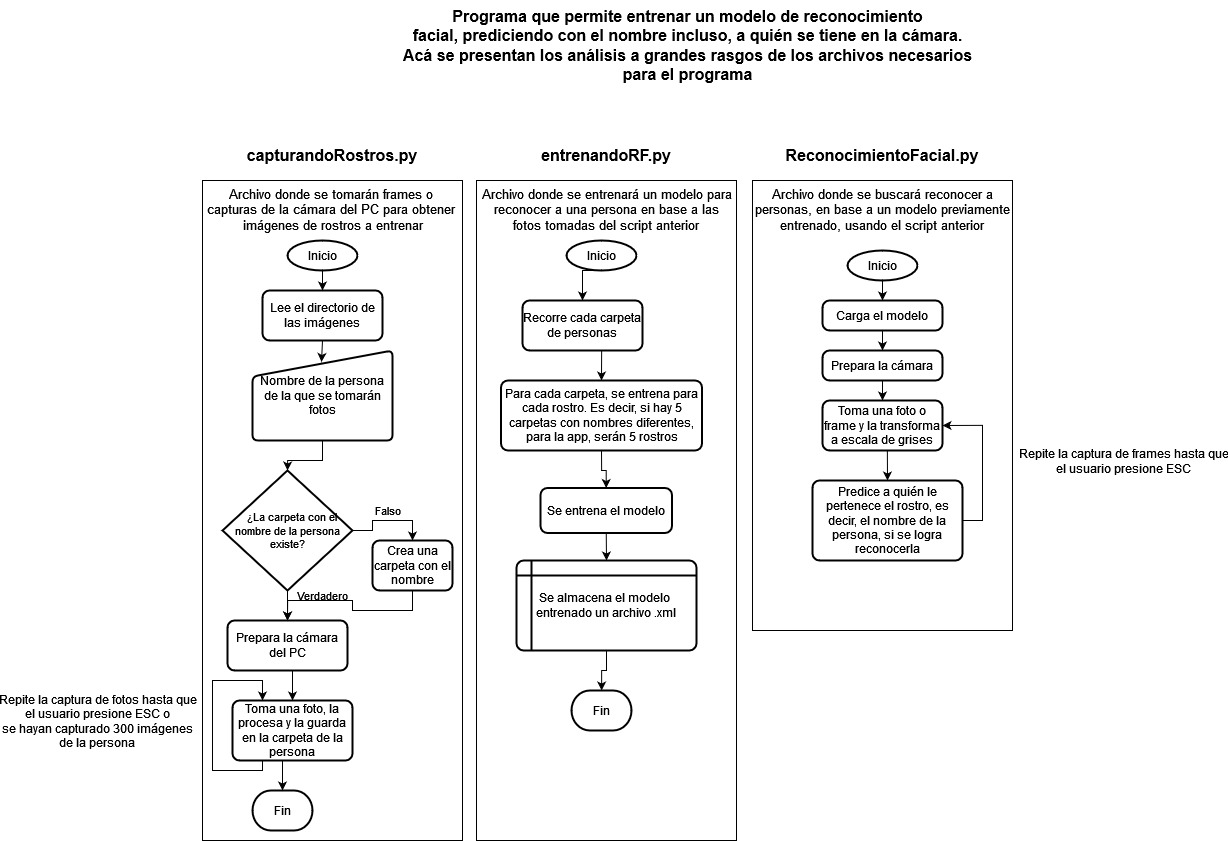 Programa que permite entrenar un modelo de reconocimiento
facial, prediciendo con el nombre incluso, a quién se tiene en la cámara.
Acá se presentan los análisis a grandes rasgos de los archivos necesarios
para el programa
capturandoRostros.py
Archivo donde se tomarán frames o
capturas de la cámara del PC para obtener
imágenes de rostros a entrenar
Inicio
Lee el directorio de
las imágenes
Nombre de la persona
de la que se tomarán
fotos
¿La carpeta con el
nombre de la persona
existe?
Falso
Crea una
carpeta con el
nombre
Verdadero
Prepara la cámara
del PC
Repite la captura de fotos hasta que
el usuario presione ESC o
se hayan capturado 300 imágenes
de la persona
Toma una foto, la
procesa y la guarda
en la carpeta de la
persona
Fin
entrenandoRF.py
Archivo donde se entrenará un modelo para
reconocer a una persona en base a las
fotos tomadas del script anterior
Inicio
Recorre cada carpeta
de personas
Para cada carpeta, se entrena para
cada rostro. Es decir, si hay 5
carpetas con nombres diferentes,
para la app, serán 5 rostros
Se entrena el modelo
Se almacena el modelo
entrenado un archivo .xml
Fin
ReconocimientoFacial.py
Archivo donde se buscará reconocer a
personas, en base a un modelo previamente
entrenado, usando el script anterior
Inicio
Carga el modelo
Prepara la cámara
Toma una foto o
frame y la transforma
a escala de grises
Predice a quién le
pertenece el rostro, es
decir, el nombre de la
persona, si se logra
reconocerla
Repite la captura de frames hasta que
el usuario presione ESC